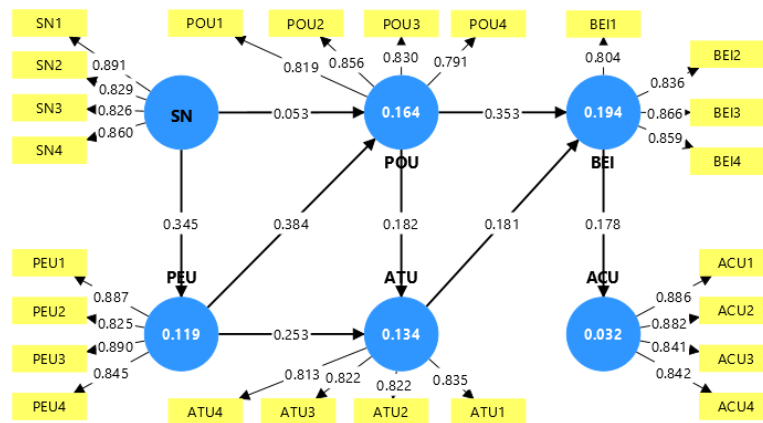 SN1
POU1
POU2
POU3
POU4
BEI1
0.891
0.819
0.856
0.830
0.791
0.804
BEI2
SN2
0.829
0.836
SN3
0.826
SN
0.053
0.164
0.353
0.194
0.866
BEI3
SN4
0.860
0.859
BEI4
POU
BEI
0.345
0.384
0.182
0.181
0.178
PEU1
PEU
ATU
ACU
ACU1
0.887
0.886
PEU2
0.825
0.882
ACU2
0.119
0.253
0.134
0.032
PEU3
0.890
0.841
ACU3
PEU4
0.845
0.813
0.822
0.822
0.835
0.842
ACU4
ATU4
ATU3
ATU2
ATU1